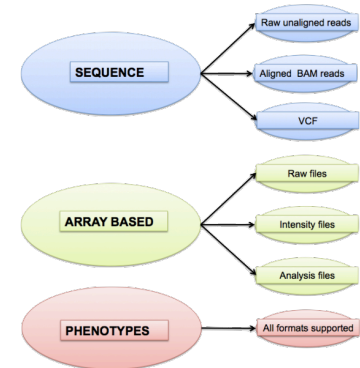 SEQUENCE
Raw unaligned reads
Aligned BAM reads
VCF
ARRAY BASED
Raw files
Intensity files
Analysis files
PHENOTYPES
All formats supported